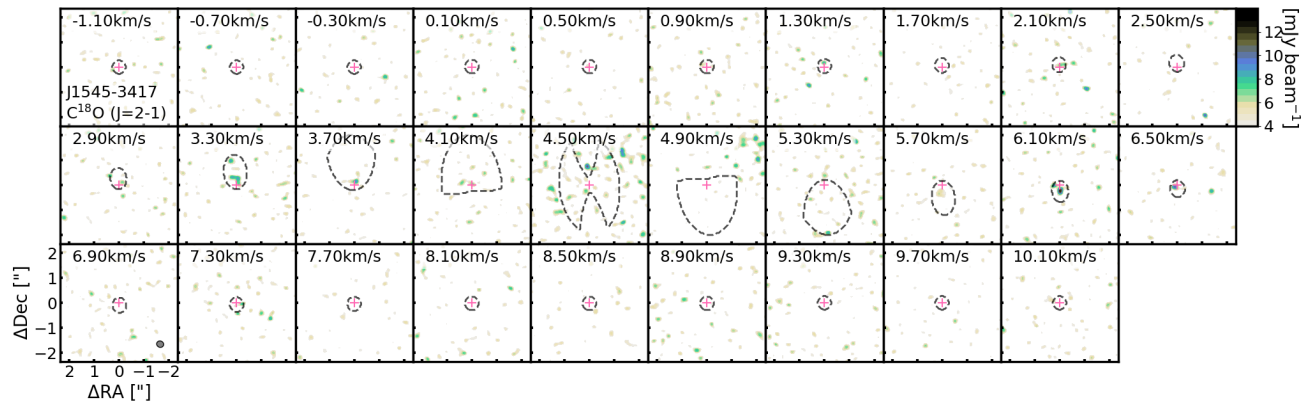 -1.10km/s -0.70km/s -0.30km/s 0.10km/s 0.50km/s 0.90km/s 1.30km/s 1.70km/s 2.10km/s 2.50km/s
J1545-3417
C¹⁸O (J=2-1)
12
10
8
6
4
[mJy beam⁻¹]
2.90km/s 3.30km/s 3.70km/s 4.10km/s 4.50km/s 4.90km/s 5.30km/s 5.70km/s 6.10km/s 6.50km/s
6.90km/s 7.30km/s 7.70km/s 8.10km/s 8.50km/s 8.90km/s 9.30km/s 9.70km/s 10.10km/s
2
1
0
−1
−2
ΔDec ["]
2 1 0 −1 −2
ΔRA ["]